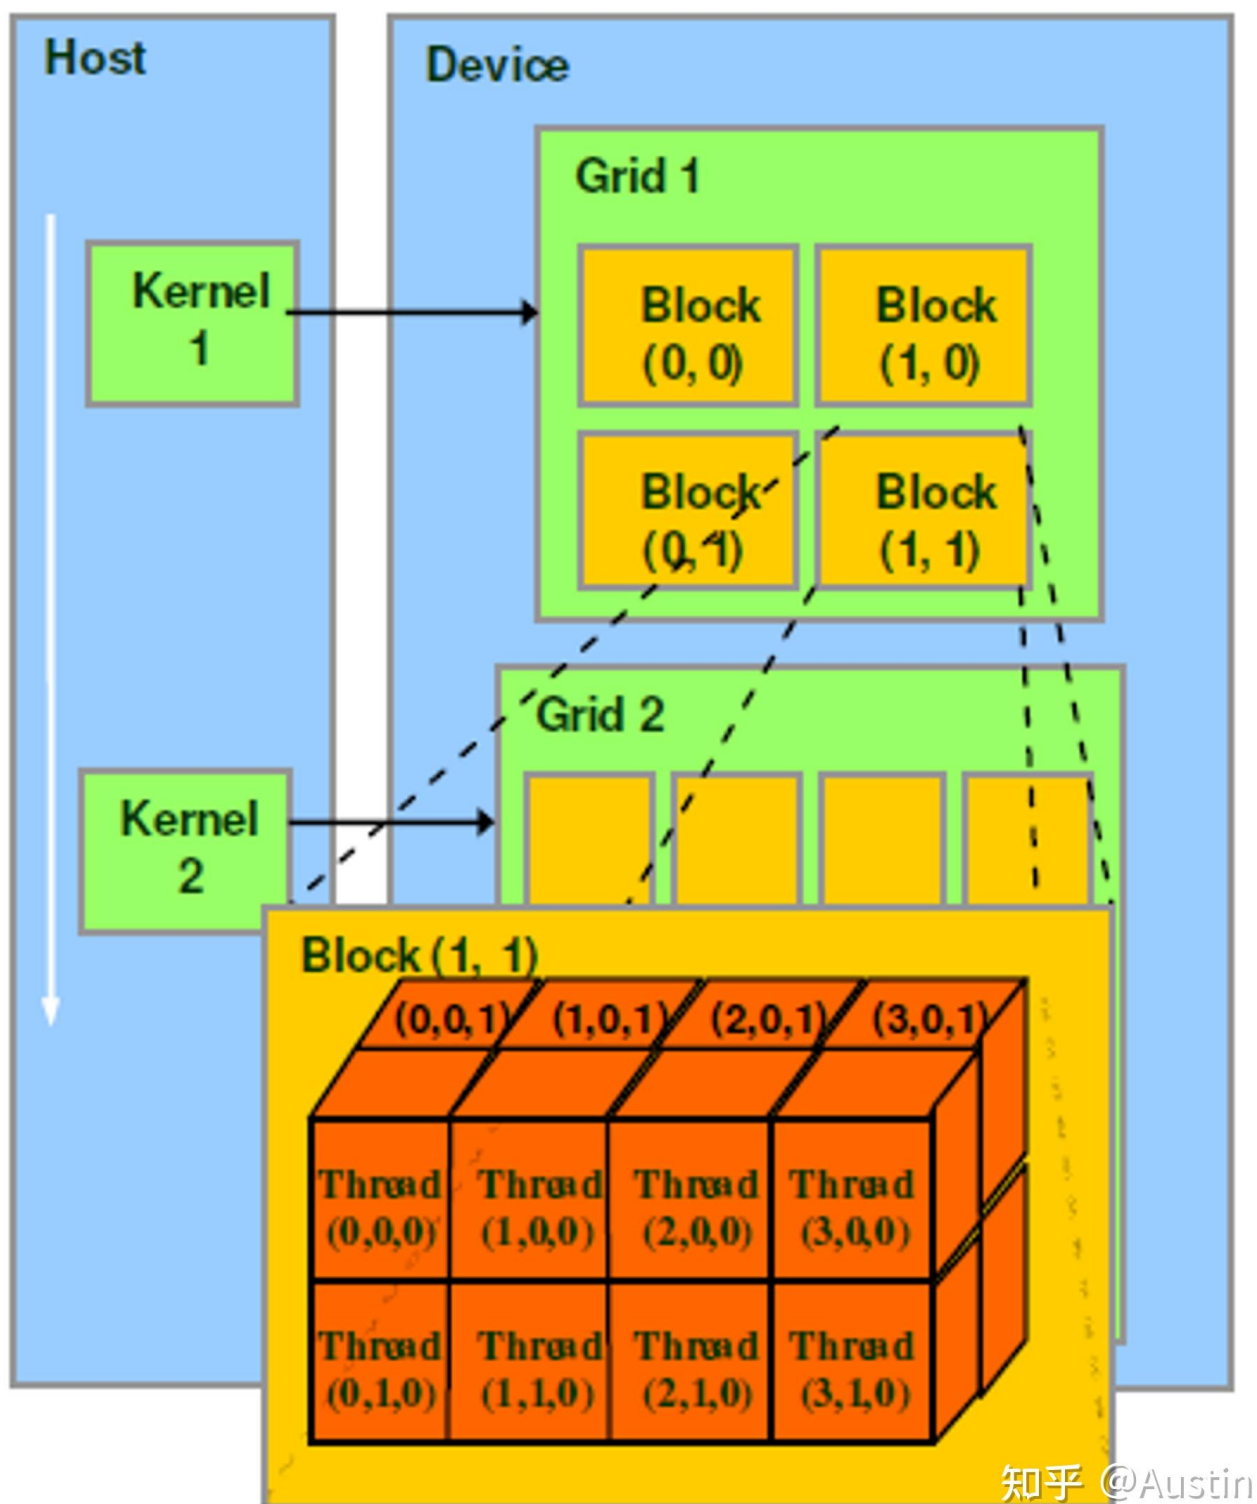 Host
Device
Grid 1
Kernel
1
Block
(0, 0)
Block
(1, 0)
Block
(0, 1)
Block
(1, 1)
Grid 2
Kernel
2
Block (1, 1)
(0,0,1)
(1,0,1)
(2,0,1)
(3,0,1)
Thread
(0,0,0)
Thread
(1,0,0)
Thread
(2,0,0)
Thread
(3,0,0)
Thread
(0,1,0)
Thread
(1,1,0)
Thread
(2,1,0)
Thread
(3,1,0)
知乎 @Austin